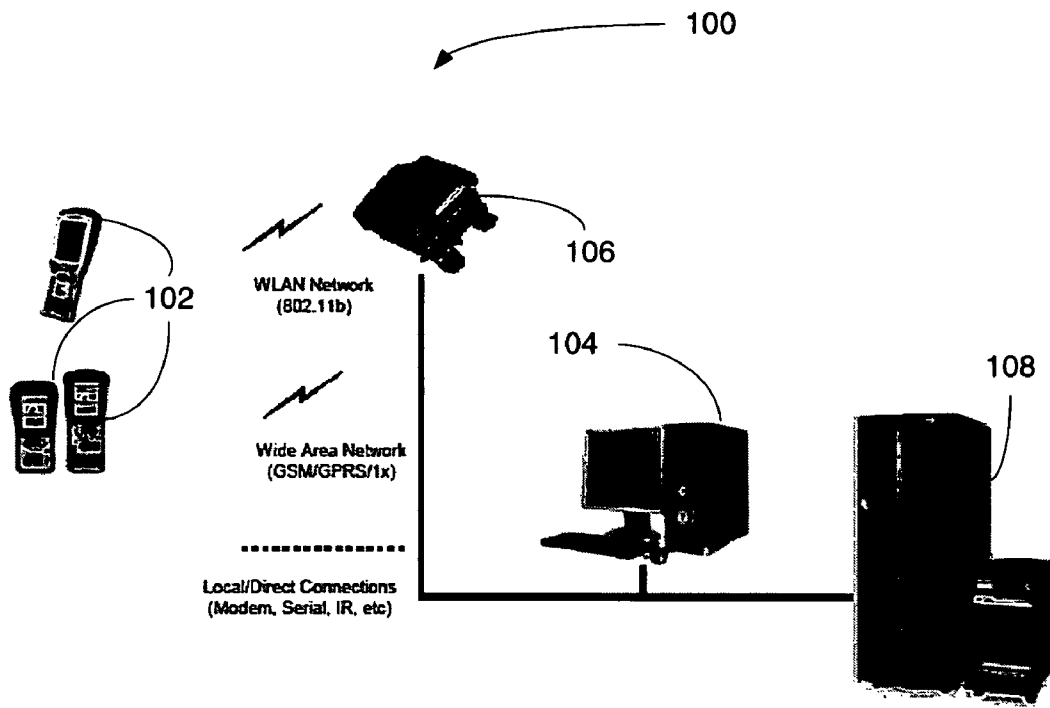 100
106
WLAN Network
(802.11b)
102
104
108
Wide Area Network
(GSM/GPRS/1x)
Local/Direct Connections
(Modem, Serial, IR, etc)